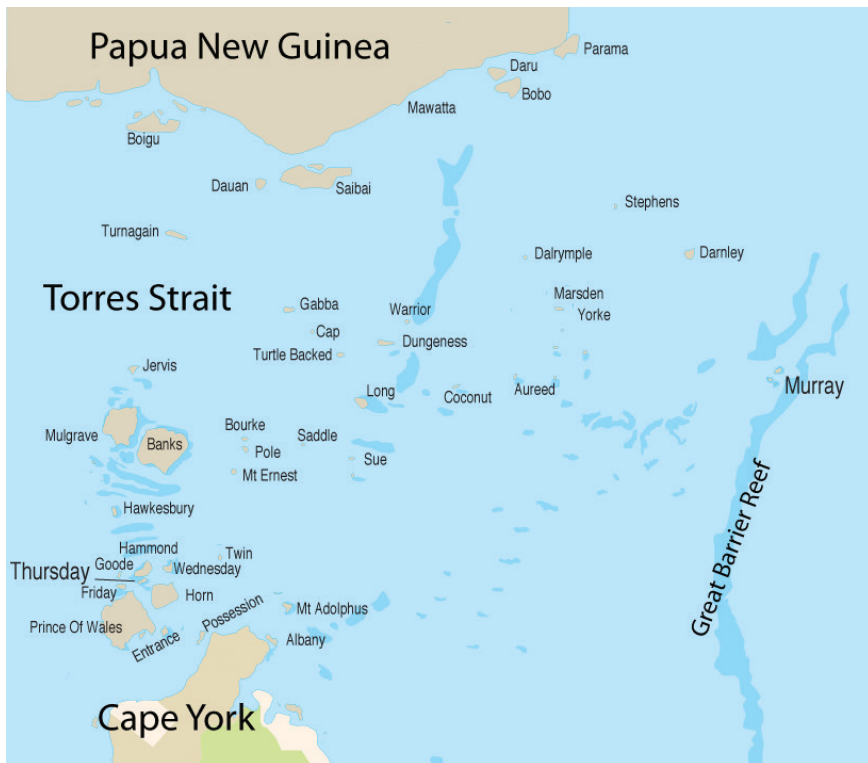 Papua New Guinea
Parama
Daru
Bobo
Mawatta
Boigu
Dauan
Saibai
Stephens
Turnagain
Dalrymple
Darnley
Torres Strait
Marsden
Gabba
Warrior
Yorke
Cap
Dungeness
Turtle Backed
Jervis
Murray
Long
Coconut
Aureed
Mulgrave
Bourke
Saddle
Banks
Pole
Sue
Mt Ernest
Hawkesbury
Great Barrier Reef
Hammond
Twin
Goode
Wednesday
Thursday
Friday
Horn
Possession
Mt Adolphus
Prince Of Wales
Entrance
Albany
Cape York